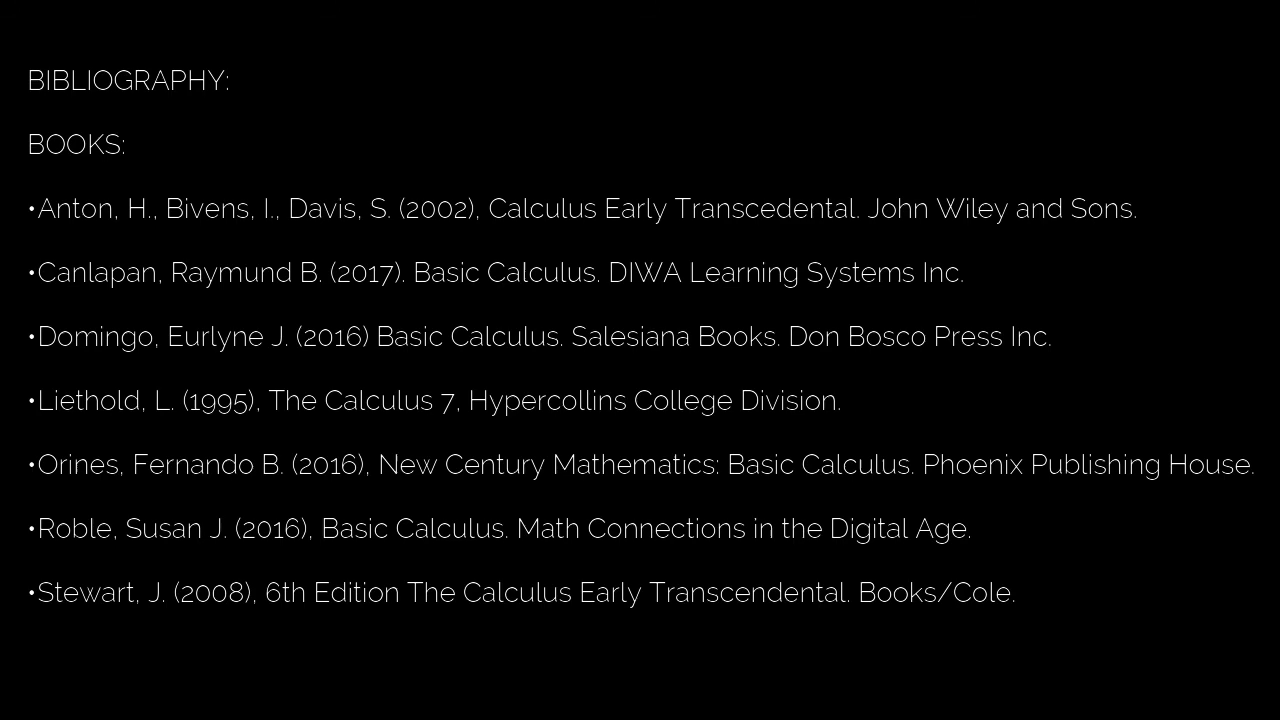 BIBLIOGRAPHY:
BOOKS:
•Anton, H., Bivens, I., Davis, S. (2002), Calculus Early Transcedental. John Wiley and Sons.
•Canlapan, Raymund B. (2017). Basic Calculus. DIWA Learning Systems Inc.
•Domingo, Eurlyne J. (2016) Basic Calculus. Salesiana Books. Don Bosco Press Inc.
•Liethold, L. (1995), The Calculus 7, Hypercollins College Division.
•Orines, Fernando B. (2016), New Century Mathematics: Basic Calculus. Phoenix Publishing House.
•Roble, Susan J. (2016), Basic Calculus. Math Connections in the Digital Age.
•Stewart, J. (2008), 6th Edition The Calculus Early Transcendental. Books/Cole.